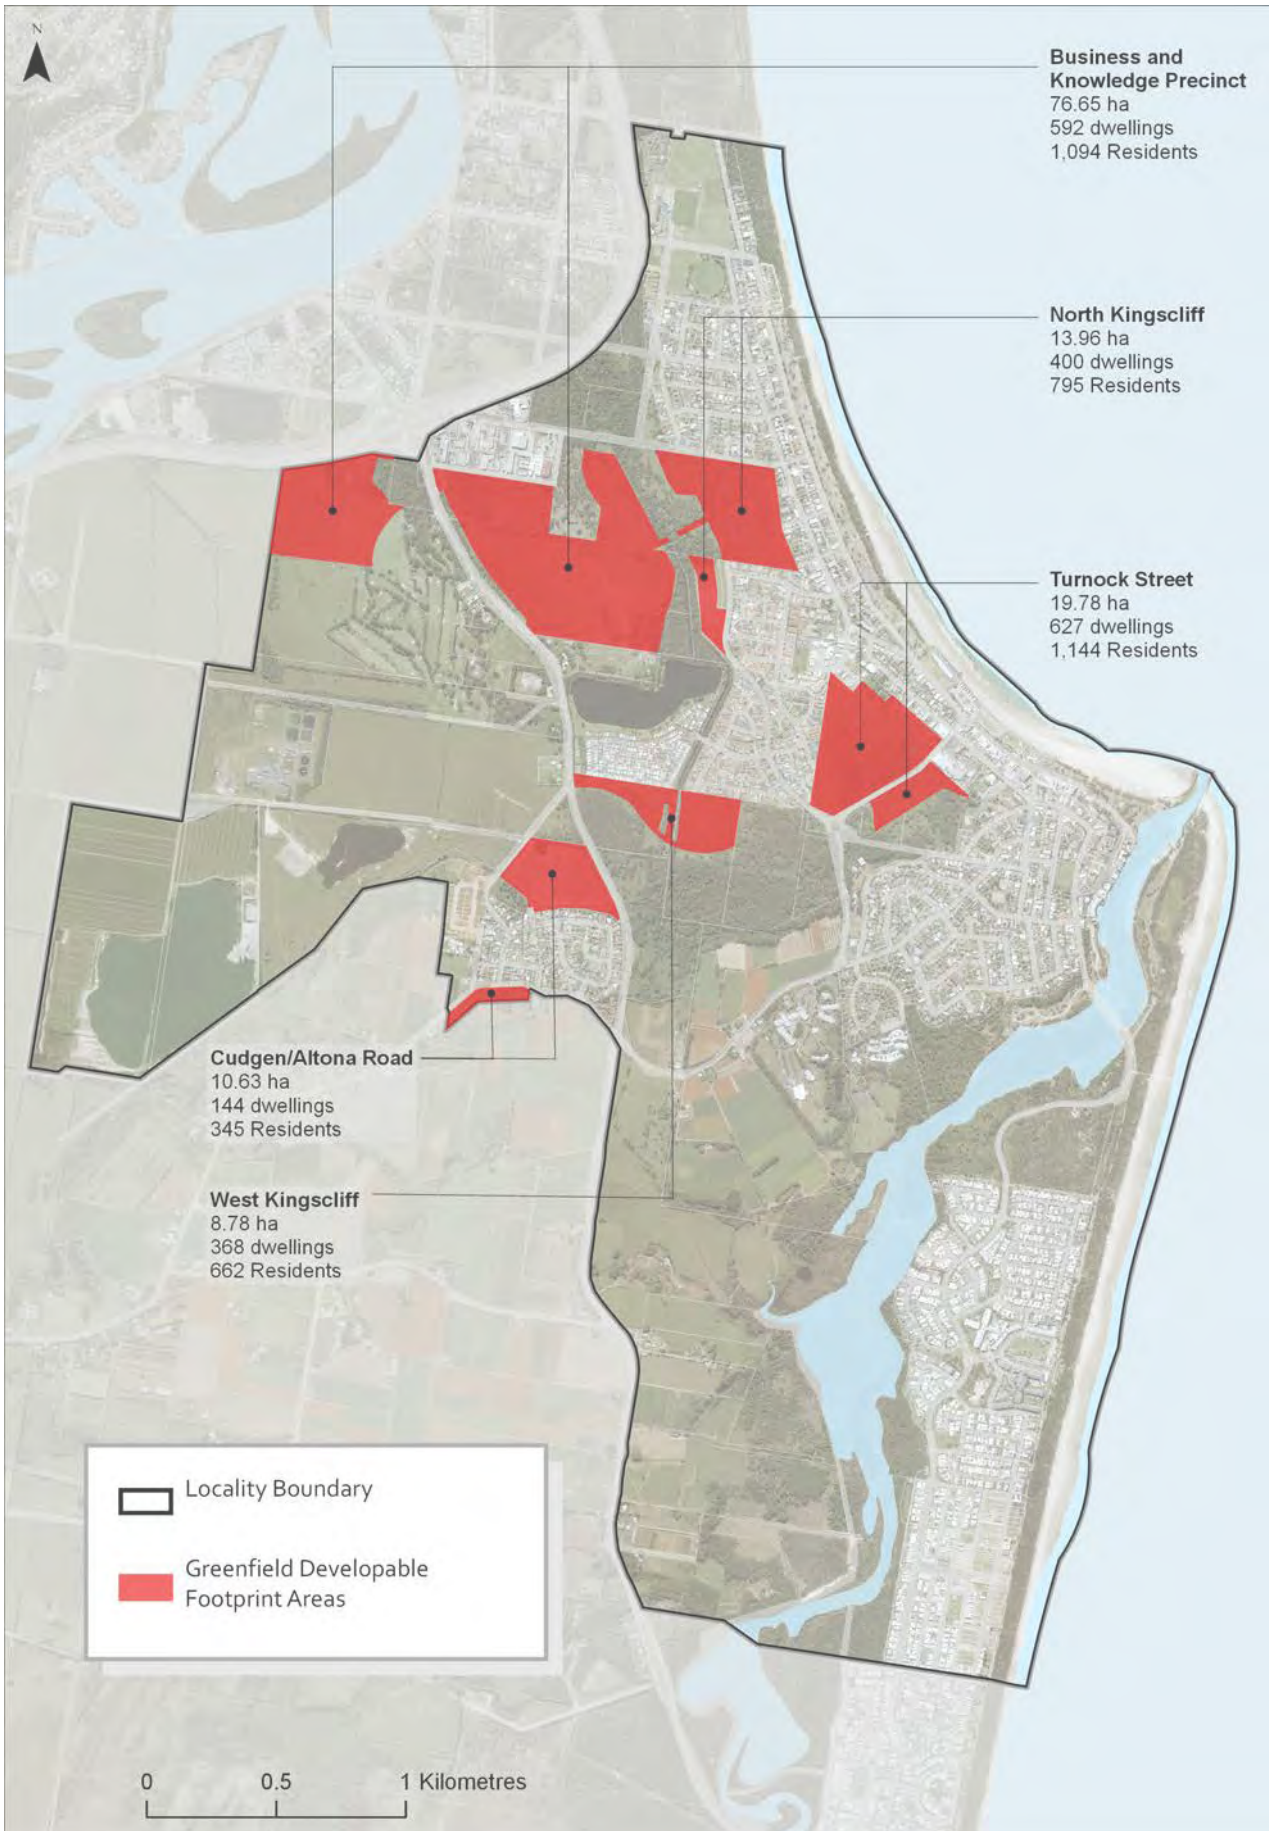 N
Business and
Knowledge Precinct
76.65 ha
592 dwellings
1,094 Residents
North Kingscliff
13.96 ha
400 dwellings
795 Residents
Turnock Street
19.78 ha
627 dwellings
1,144 Residents
Cudgen/Altona Road
10.63 ha
144 dwellings
345 Residents
West Kingscliff
8.78 ha
368 dwellings
662 Residents
Locality Boundary
Greenfield Developable
Footprint Areas
0 0.5 1 Kilometres